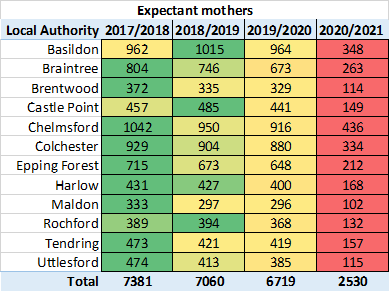 Expectant mothers
Local Authority 2017/2018 2018/2019 2019/2020 2020/2021
Basildon 962 1015 964 348
Braintree 804 746 673 263
Brentwood 372 335 329 114
Castle Point 457 485 441 149
Chelmsford 1042 950 916 436
Colchester 929 904 880 334
Epping Forest 715 673 648 212
Harlow 431 427 400 168
Maldon 333 297 296 102
Rochford 389 394 368 132
Tendring 473 421 419 157
Uttlesford 474 413 385 115
Total 7381 7060 6719 2530